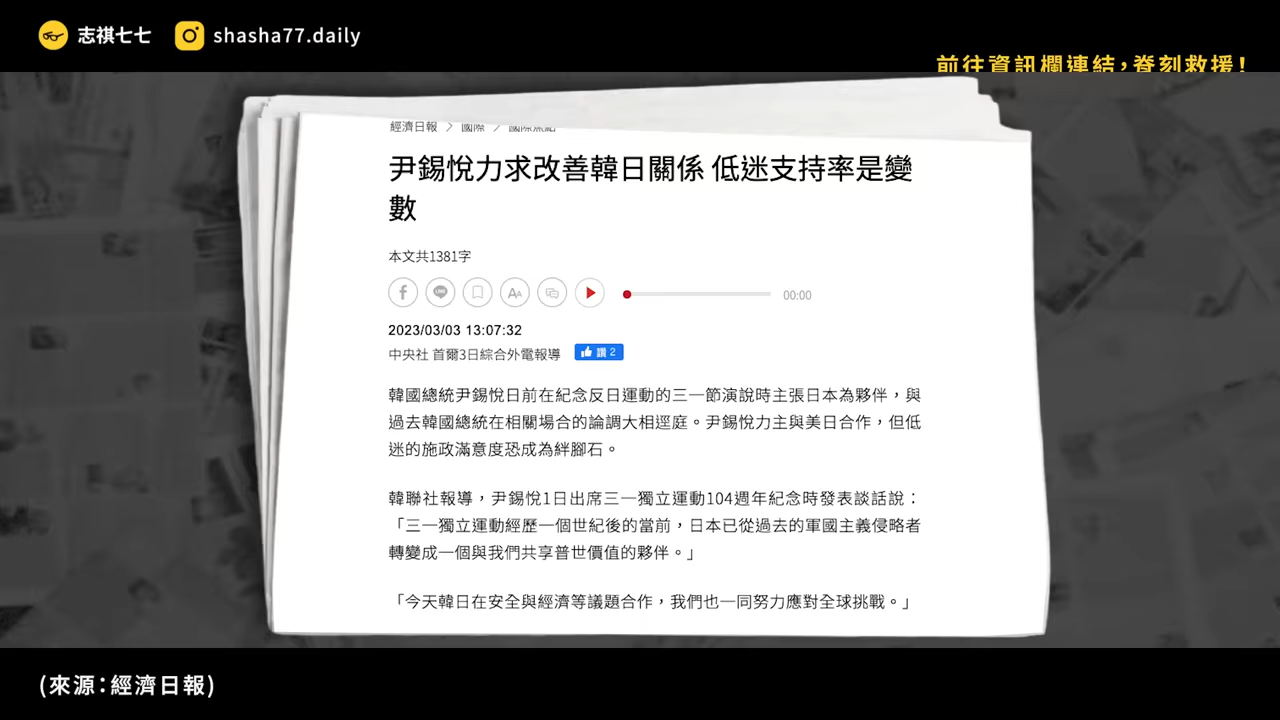 志祺七七
shasha77.daily
前往資訊欄連結,脊刻救援!
經濟日報 > 國際 > 國際焦點
尹錫悅力求改善韓日關係 低迷支持率是變
數
本文共1381字
00:00
2023/03/03 13:07:32
中央社 首爾3日綜合外電報導
讚 2
韓國總統尹錫悅日前在紀念反日運動的三一節演說時主張日本為夥伴,與
過去韓國總統在相關場合的論調大相逕庭。尹錫悅力主與美日合作,但低
迷的施政滿意度恐成為絆腳石。
韓聯社報導,尹錫悅1日出席三一獨立運動104週年紀念時發表談話說:
「三一獨立運動經歷一個世紀後的當前,日本已從過去的軍國主義侵略者
轉變成一個與我們共享普世價值的夥伴。」
「今天韓日在安全與經濟等議題合作,我們也一同努力應對全球挑戰。」
(來源:經濟日報)